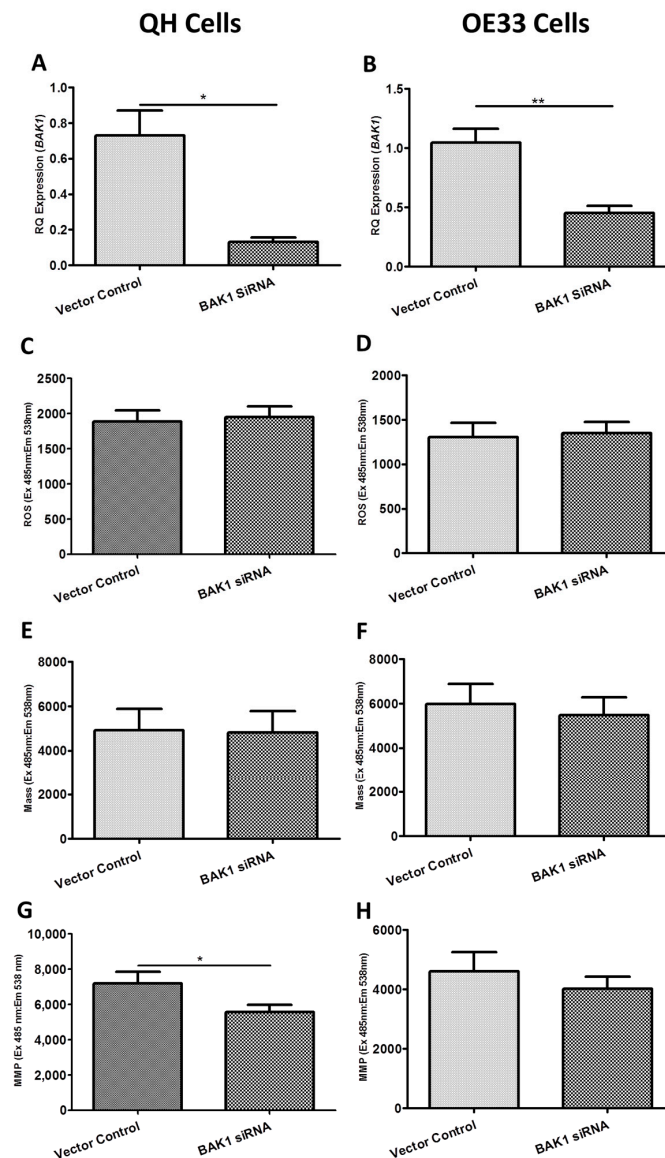 QH Cells
OE33 Cells
A
*
RQ Expression (BAK1)
0.0
0.2
0.4
0.6
0.8
1.0
Vector Control
BAK1 SiRNA
B
**
RQ Expression (BAK1)
0.0
0.5
1.0
1.5
Vector Control
BAK1 SiRNA
C
ROS (Ex 485nm:Em 538nm)
0
500
1000
1500
2000
2500
Vector Control
BAK1 siRNA
D
ROS (Ex 485nm:Em 538nm)
0
500
1000
1500
2000
Vector Control
BAK1 siRNA
E
Mass (Ex 485nm:Em 538nm)
0
2000
4000
6000
8000
Vector Control
BAK1 siRNA
F
Mass (Ex 485nm:Em 538nm)
0
2000
4000
6000
8000
Vector Control
BAK1 siRNA
G
*
MMP (Ex 485 nm:Em 538 nm)
0
2,000
4,000
6,000
8,000
10,000
Vector Control
BAK1 siRNA
H
MMP (Ex 485nm:Em 538nm)
0
2000
4000
6000
Vector Control
BAK1 siRNA